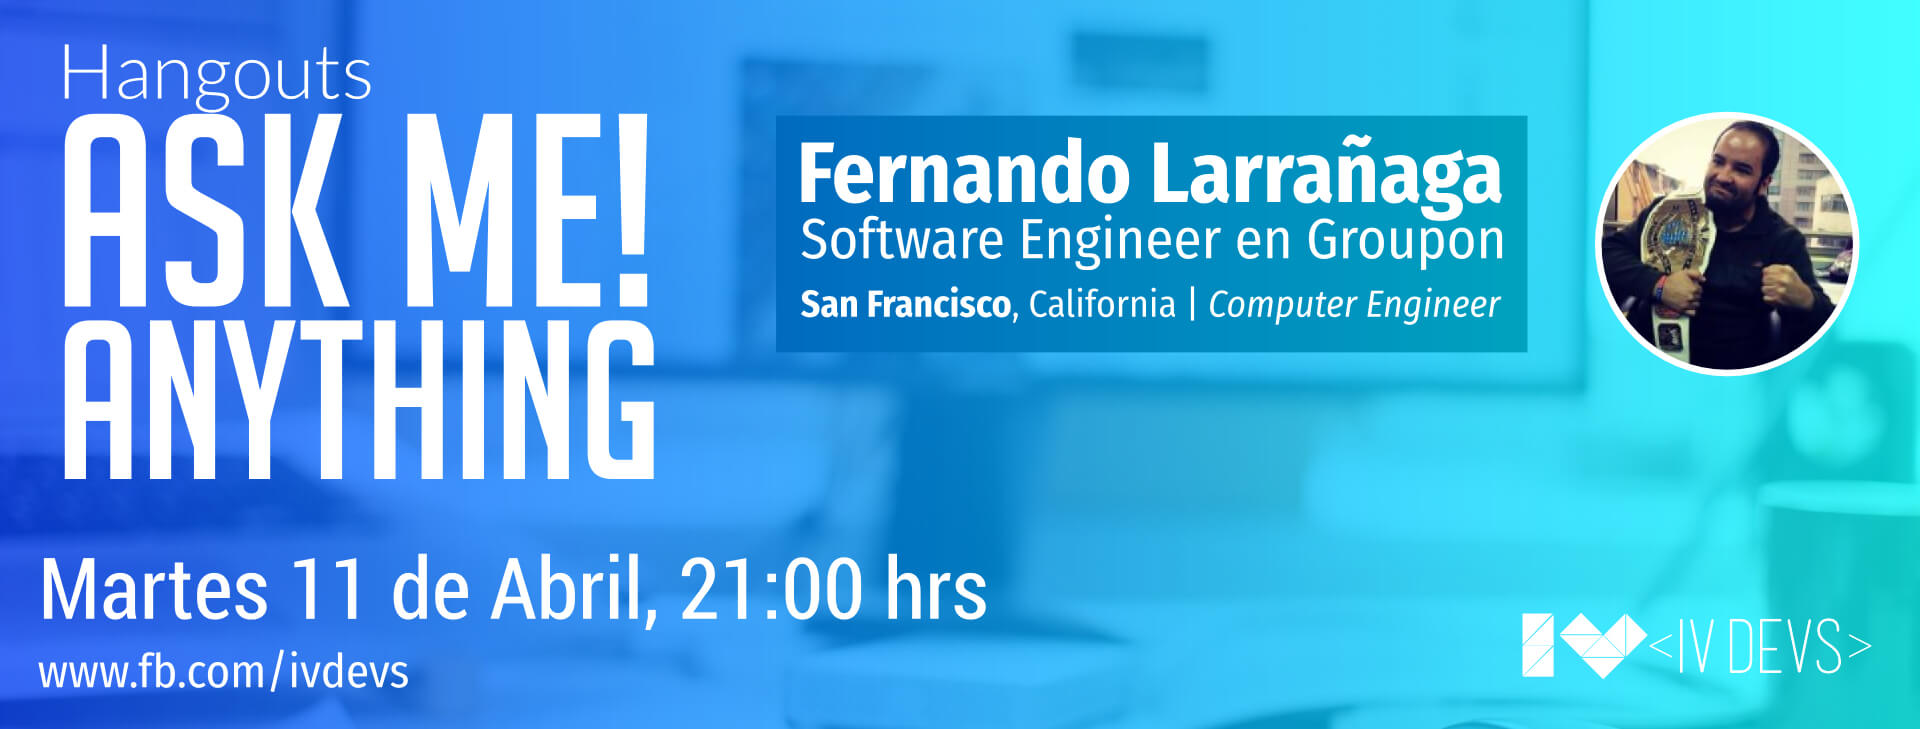 Hangouts
ASK ME!
ANYTHING
Fernando Larrañaga
Software Engineer en Groupon
San Francisco, California | Computer Engineer
Martes 11 de Abril, 21:00 hrs
www.fb.com/ivdevs
IV <IV DEVS>